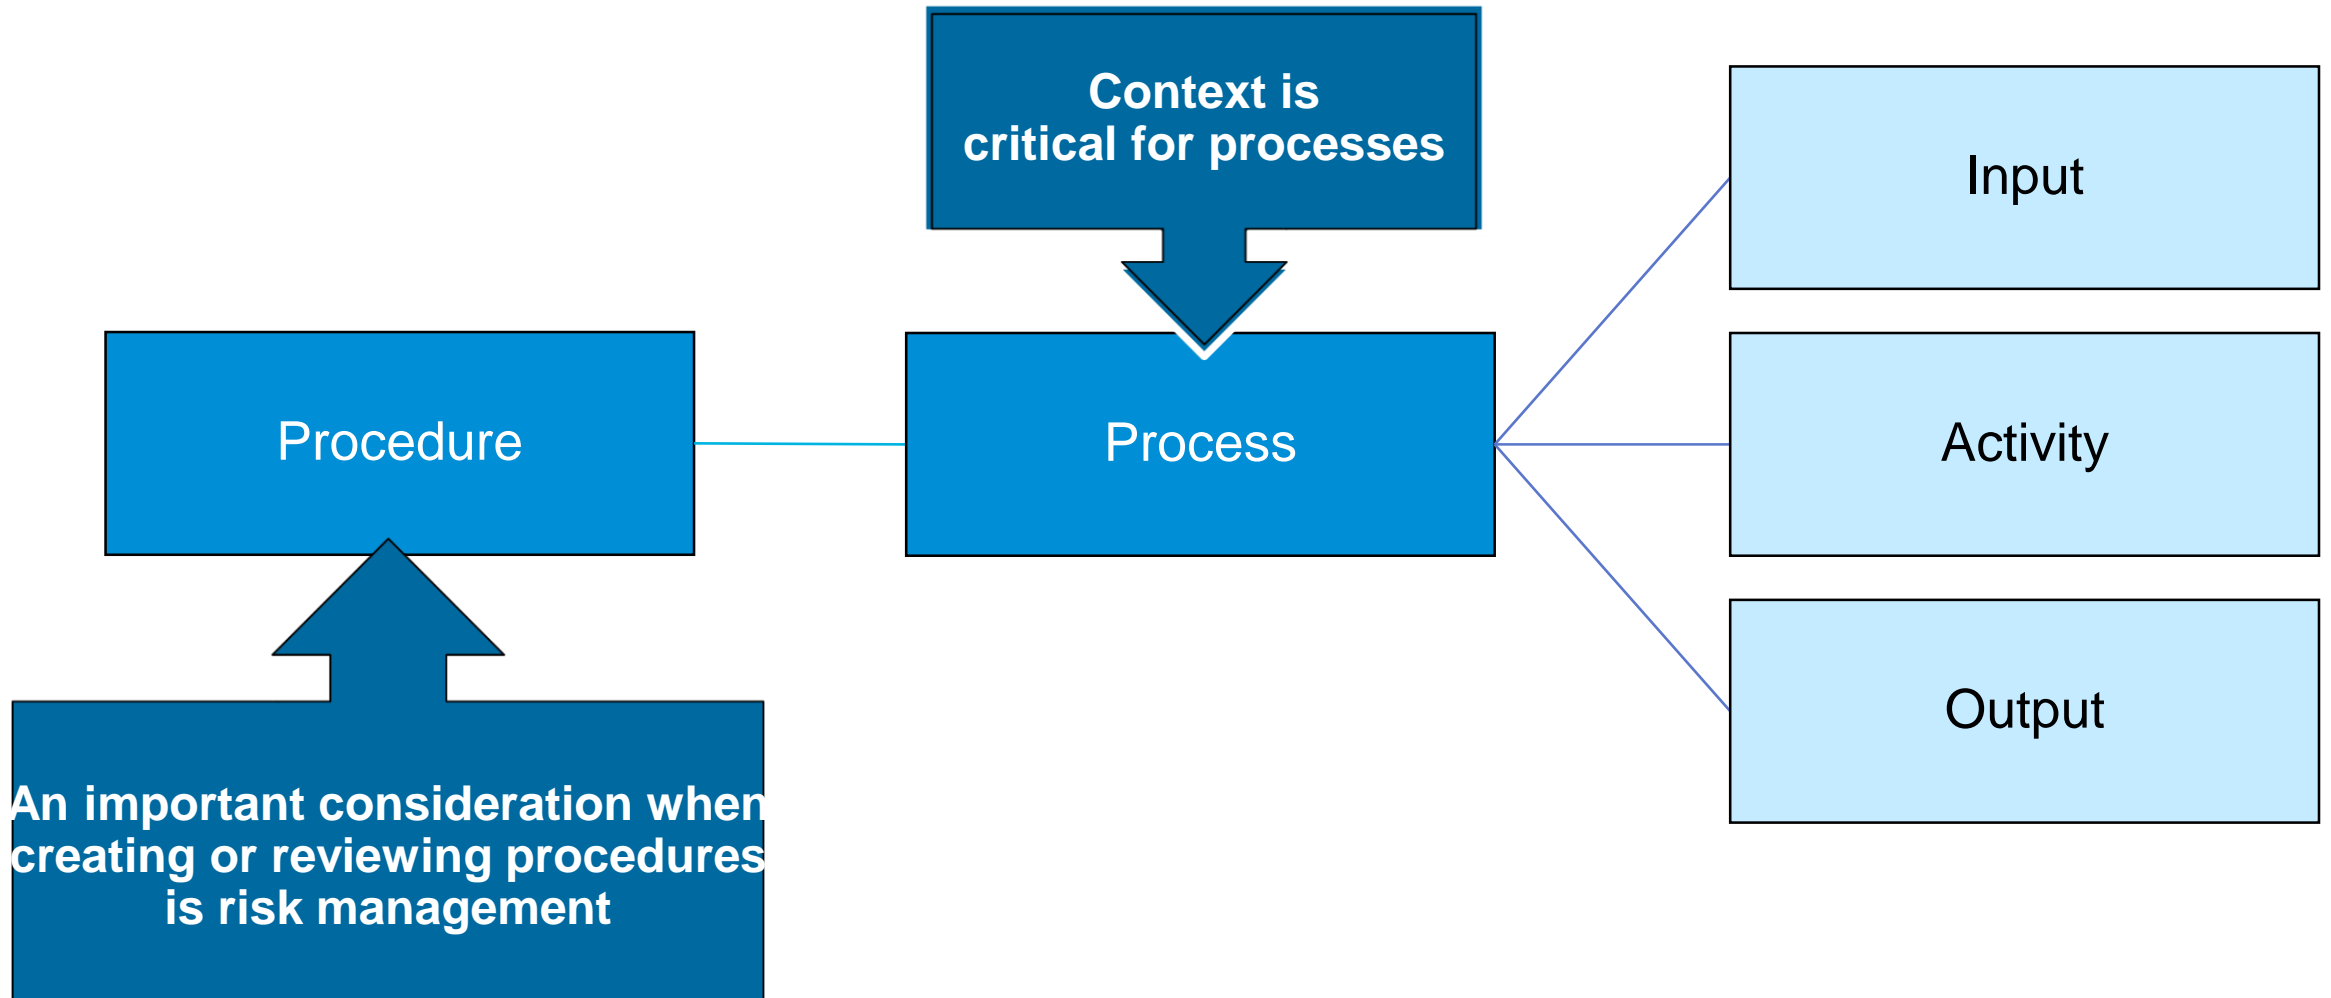 Context is
critical for processes
Input
Procedure
Process
Activity
Output
An important consideration when
creating or reviewing procedures
is risk management